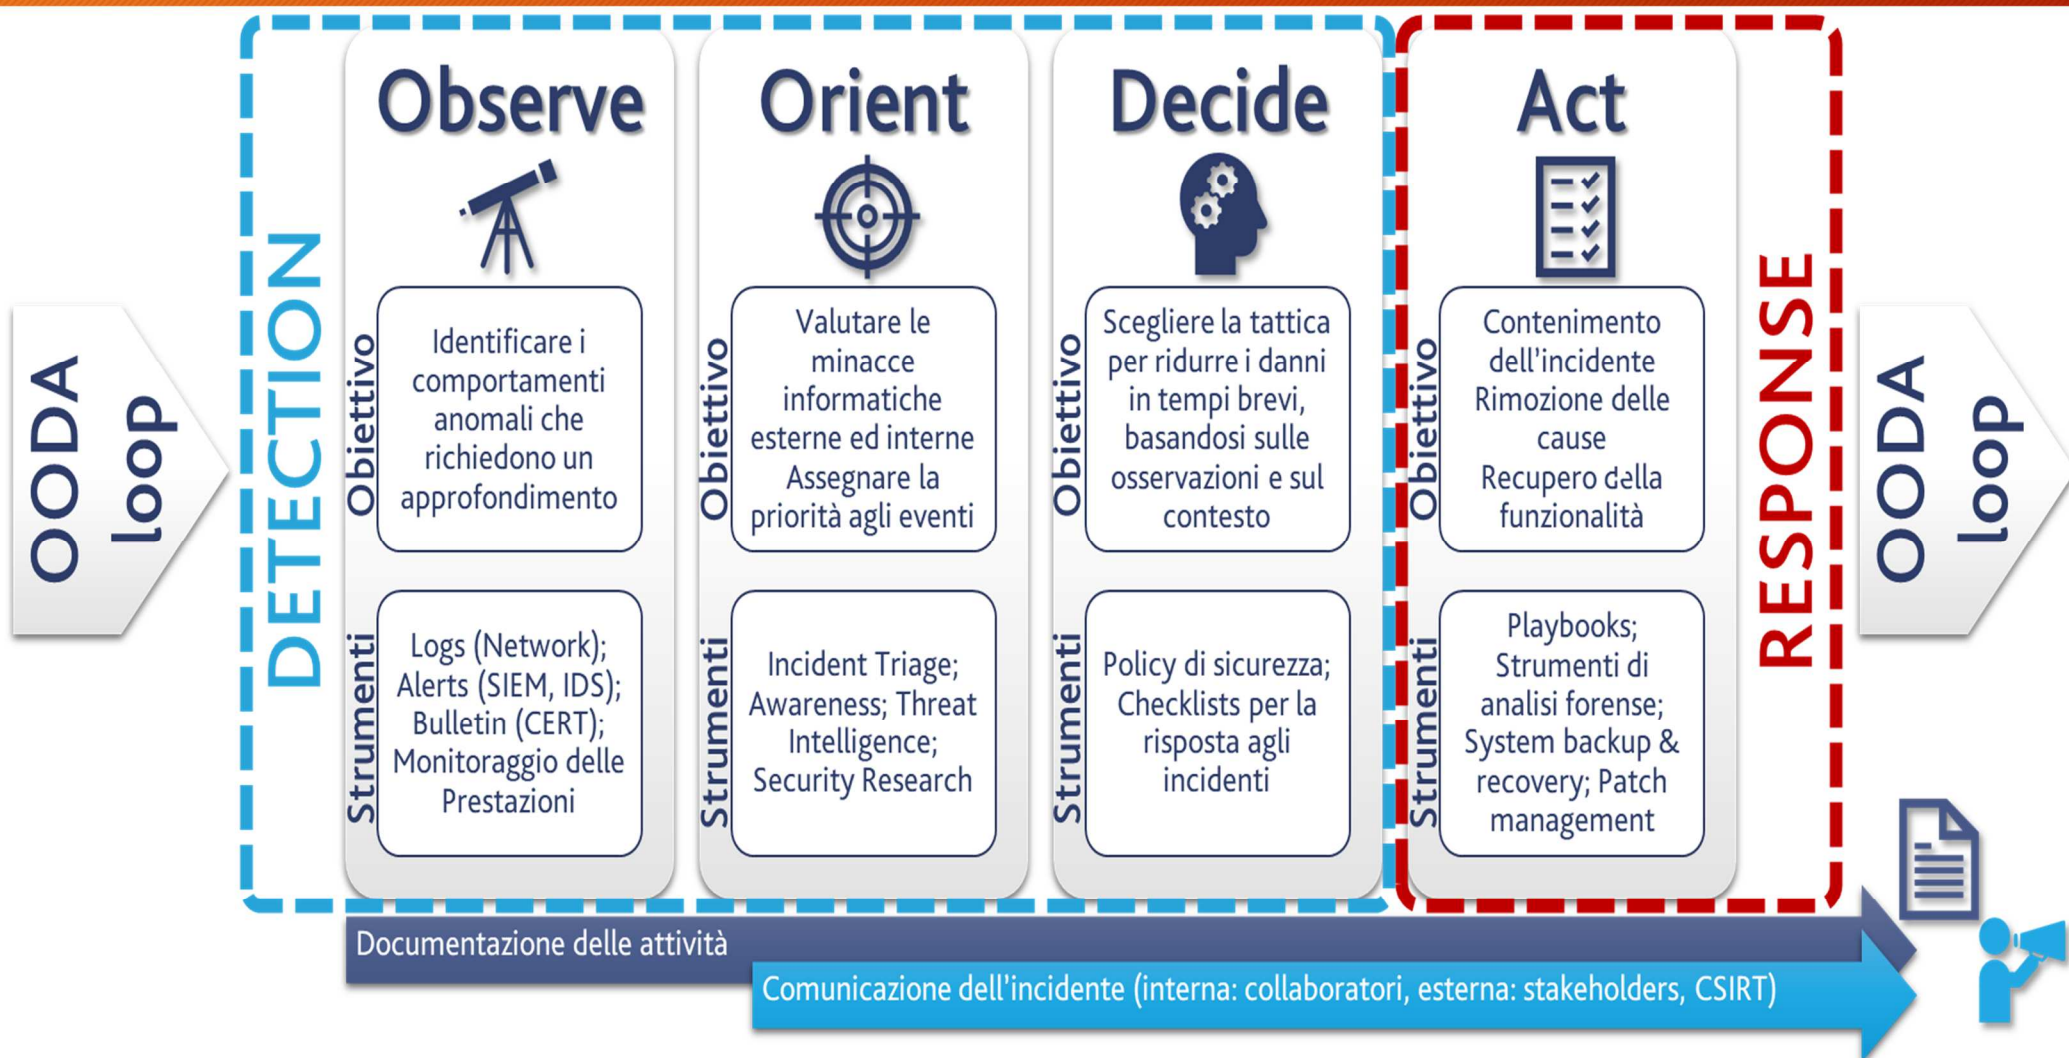 OODA
loop
DETECTION
Observe
Obiettivo
Identificare i
comportamenti
anomali che
richiedono un
approfondimento
Strumenti
Logs (Network);
Alerts (SIEM, IDS);
Bulletin (CERT);
Monitoraggio delle
Prestazioni
Orient
Obiettivo
Valutare le
minacce
informatiche
esterne ed interne
Assegnare la
priorità agli eventi
Strumenti
Incident Triage;
Awareness; Threat
Intelligence;
Security Research
Decide
Obiettivo
Scegliere la tattica
per ridurre i danni
in tempi brevi,
basandosi sulle
osservazioni e sul
contesto
Strumenti
Policy di sicurezza;
Checklists per la
risposta agli
incidenti
Act
Obiettivo
Contenimento
dell'incidente
Rimozione delle
cause
Recupero della
funzionalità
Strumenti
Playbooks;
Strumenti di
analisi forense;
System backup &
recovery; Patch
management
RESPONSE
OODA
loop
Documentazione delle attività
Comunicazione dell'incidente (interna: collaboratori, esterna: stakeholders, CSIRT)